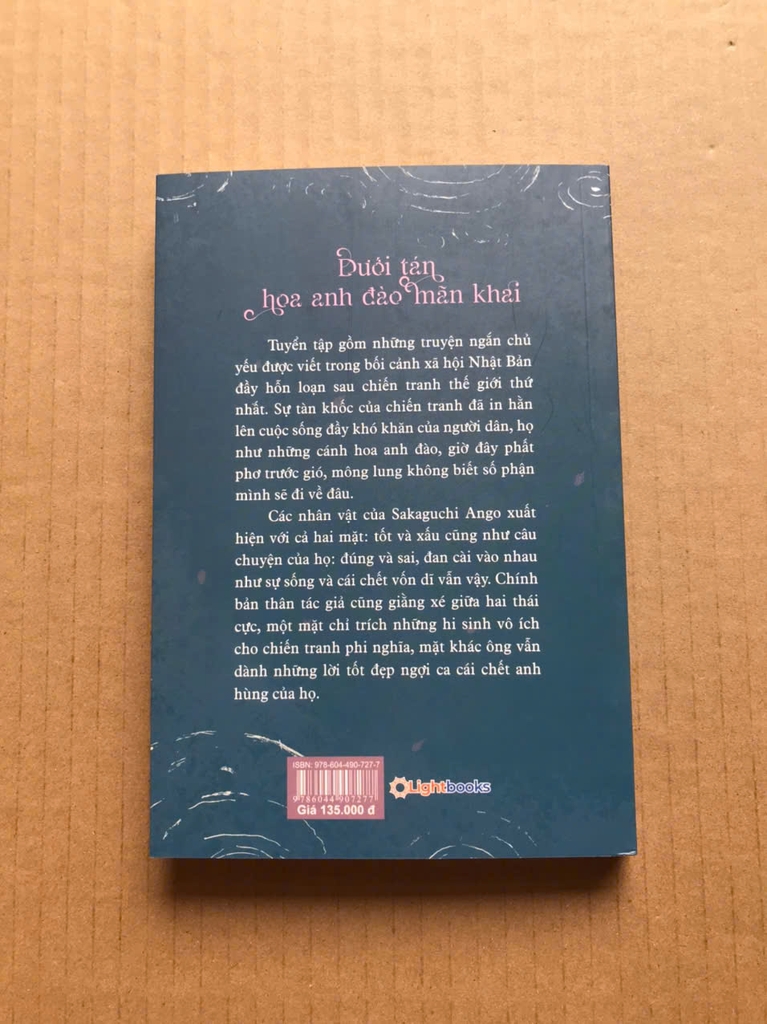 Dưới tán
hoa anh đào mãn khai
Tuyển tập gồm những truyện ngắn chủ
yếu được viết trong bối cảnh xã hội Nhật Bản
đầy hỗn loạn sau chiến tranh thế giới thứ
nhất. Sự tàn khốc của chiến tranh đã in hằn
lên cuộc sống đầy khó khăn của người dân, họ
như những cánh hoa anh đào, giờ đây phất
phơ trước gió, mông lung không biết số phận
mình sẽ đi về đâu.
Các nhân vật của Sakaguchi Ango xuất
hiện với cả hai mặt: tốt và xấu cũng như câu
chuyện của họ: đúng và sai, đan cài vào nhau
như sự sống và cái chết vốn dĩ vẫn vậy. Chính
bản thân tác giả cũng giằng xé giữa hai thái
cực, một mặt chỉ trích những hi sinh vô ích
cho chiến tranh phi nghĩa, mặt khác ông vẫn
dành những lời tốt đẹp ngợi ca cái chết anh
hùng của họ.
ISBN: 978-604-490-727-7
9 786044 907277
Giá 135.000 đ
Lightbooks